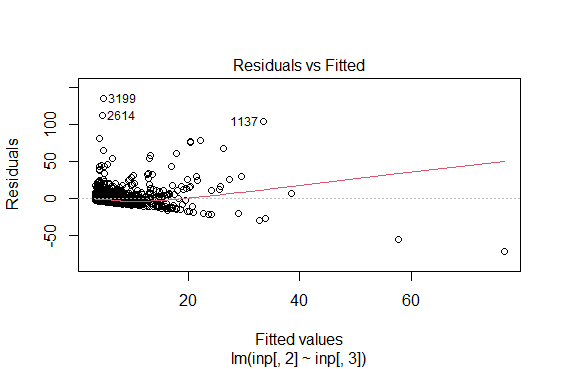 Residuals vs Fitted
3199
2614
1137
Residuals
-50
0
50
100
20
40
60
Fitted values
lm(inp[, 2] ~ inp[, 3])